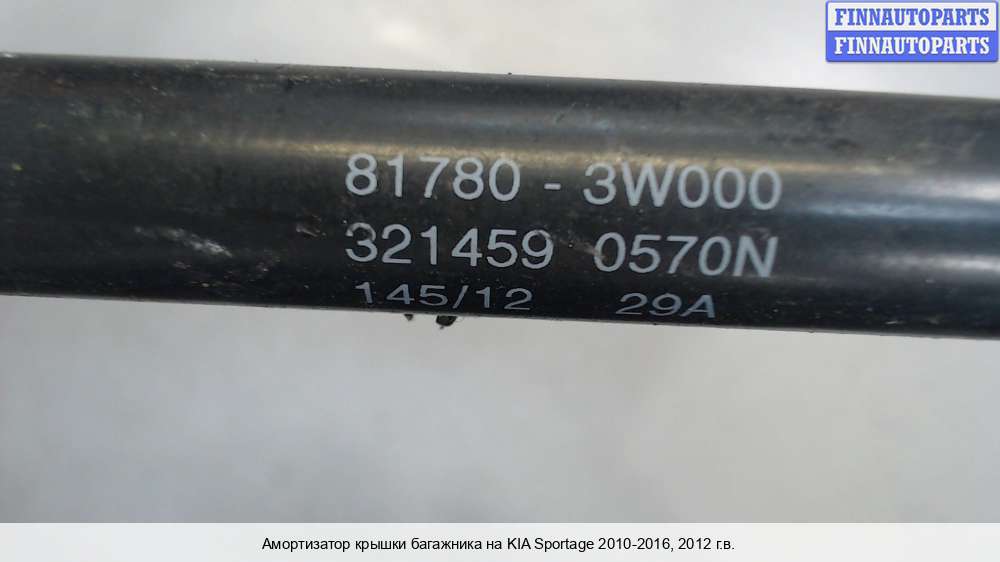 FINNAUTOPARTS
FINNAUTOPARTS
81780 - 3W000
321459 0570N
145/12 29A
Амортизатор крышки багажника на KIA Sportage 2010-2016, 2012 г.в.